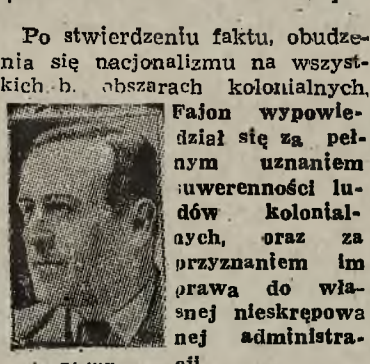 Po stwierdzeniu faktu, obudze-
nia się nacjonalizmu na wszyst-
kich b. obszarach kolonialnych,
Fajon wypowie-
dział się za peł-
nym uznaniem
suwerenności lu-
dów kolonial-
nych, oraz za
przyznaniem im
prawa do wła-
snej nieskrępowa
nej administra-